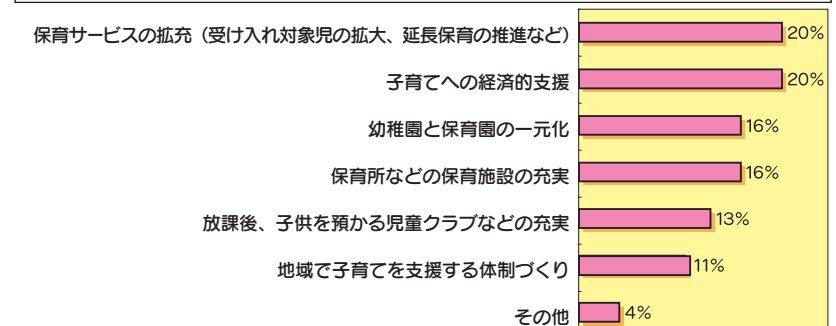 保育サービスの拡充（受け入れ対象児の拡大、延長保育の推進など） 20%
子育てへの経済的支援 20%
幼稚園と保育園の一元化 16%
保育所などの保育施設の充実 16%
放課後、子供を預かる児童クラブなどの充実 13%
地域で子育てを支援する体制づくり 11%
その他 4%